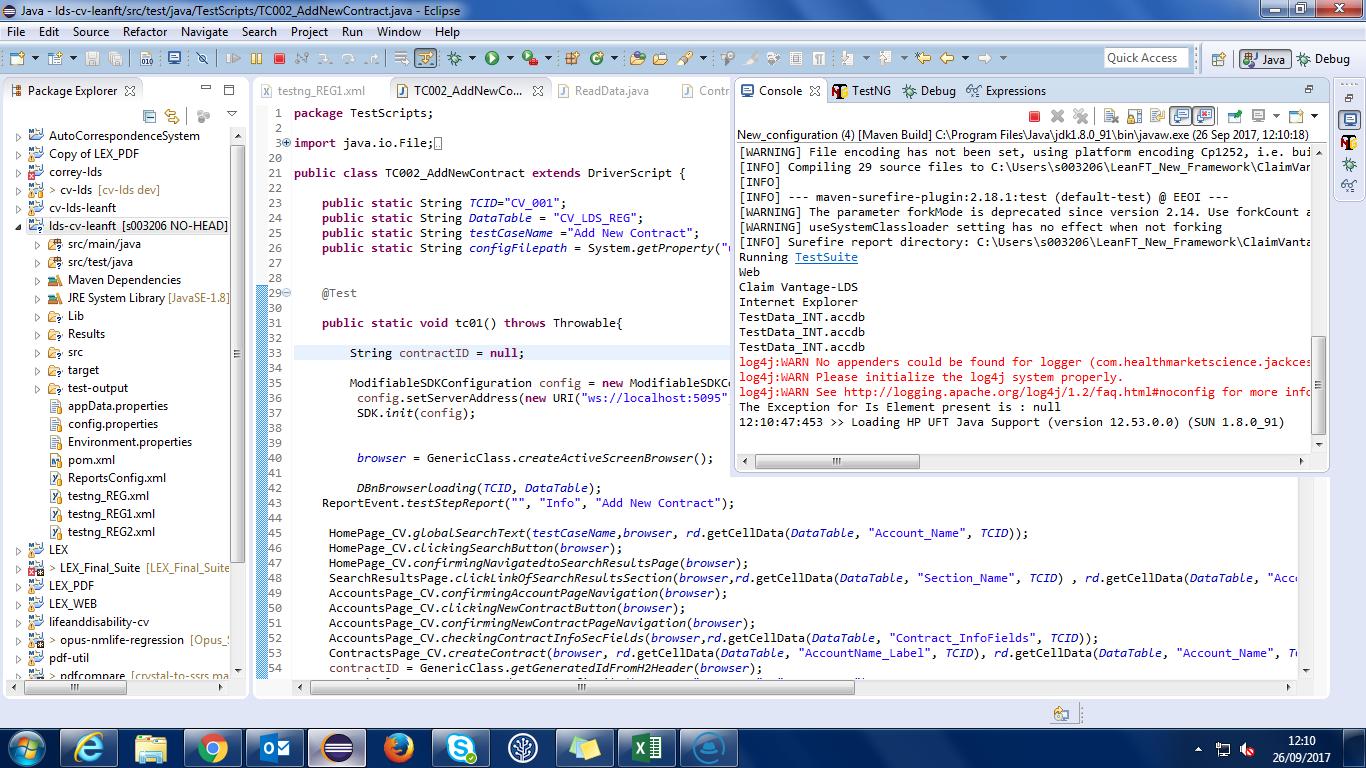 Java - lds-cv-leanft/src/test/java/TestScripts/TC002_AddNewContract.java - Eclipse
File Edit Source Refactor Navigate Search Project Run Window Help
Quick Access Java Debug
Package Explorer
AutoCorrespondenceSystem
Copy of LEX_PDF
correy-lds
> cv-lds [cv-lds dev]
cv-lds-leanft
lds-cv-leanft [s003206 NO-HEAD]
src/main/java
src/test/java
Maven Dependencies
JRE System Library [JavaSE-1.8]
Lib
Results
src
target
test-output
appData.properties
config.properties
Environment.properties
pom.xml
ReportsConfig.xml
testng_REG.xml
testng_REG1.xml
testng_REG2.xml
LEX
> LEX_Final_Suite [LEX_Final_Suite
LEX_PDF
LEX_WEB
lifeanddisability-cv
> opus-nmlife-regression [Opus_S
pdf-util
> pdfcompare [crystal-to-ssrs ma
testng_REG1.xml TC002_AddNewCo... ReadData.java Contr
1 package TestScripts;
2
3 import java.io.File;
20
21 public class TC002_AddNewContract extends DriverScript {
22
23 public static String TCID="CV_001";
24 public static String DataTable = "CV_LDS_REG";
25 public static String testCaseName ="Add New Contract";
26 public static String configFilepath = System.getProperty("u
27
28
29 @Test
30
31 public static void tc01() throws Throwable{
32
33 String contractID = null;
34
35 ModifiableSDKConfiguration config = new ModifiableSDKCo
36 config.setServerAddress(new URI("ws://localhost:5095"
37 SDK.init(config);
38
39
40 browser = GenericClass.createActiveScreenBrowser();
41
42 DBnBrowserloading(TCID, DataTable);
43 ReportEvent.testStepReport("", "Info", "Add New Contract");
44
45 HomePage_CV.globalSearchText(testCaseName,browser, rd.getCellData(DataTable, "Account_Name", TCID));
46 HomePage_CV.clickingSearchButton(browser);
47 HomePage_CV.confirmingNavigatedtoSearchResultsPage(browser);
48 SearchResultsPage.clickLinkOfSearchResultsSection(browser,rd.getCellData(DataTable, "Section_Name", TCID) , rd.getCellData(DataTable, "Acc
49 AccountsPage_CV.confirmingAccountPageNavigation(browser);
50 AccountsPage_CV.clickingNewContractButton(browser);
51 AccountsPage_CV.confirmingNewContractPageNavigation(browser);
52 AccountsPage_CV.checkingContractInfoSecFields(browser,rd.getCellData(DataTable, "Contract_InfoFields", TCID));
53 ContractsPage_CV.createContract(browser, rd.getCellData(DataTable, "AccountName_Label", TCID), rd.getCellData(DataTable, "Account_Name", T
54 contractID = GenericClass.getGeneratedIdFromH2Header(browser);
Console TestNG Debug Expressions
New_configuration (4) [Maven Build] C:\Program Files\Java\jdk1.8.0_91\bin\javaw.exe (26 Sep 2017, 12:10:18)
[WARNING] File encoding has not been set, using platform encoding Cp1252, i.e. bui
[INFO] Compiling 29 source files to C:\Users\s003206\LeanFT_Framework\ClaimVant
[INFO]
[INFO] --- maven-surefire-plugin:2.18.1:test (default-test) @ EEOI ---
[WARNING] The parameter forkMode is deprecated since version 2.14. Use forkCount a
[WARNING] useSystemClassloader setting has no effect when not forking
[INFO] Surefire report directory: C:\Users\s003206\LeanFT_Framework\ClaimVanta
Running TestSuite
Web
Claim Vantage-LDS
Internet Explorer
TestData_INT.accdb
TestData_INT.accdb
TestData_INT.accdb
log4j:WARN No appenders could be found for logger (com.healthmarketscience.jackces
log4j:WARN Please initialize the log4j system properly.
log4j:WARN See http://logging.apache.org/log4j/1.2/faq.html#noconfig for more info
The Exception for Is Element present is : null
12:10:47:453 >> Loading HP UFT Java Support (version 12.53.0.0) (SUN 1.8.0_91)
12:10
26/09/2017